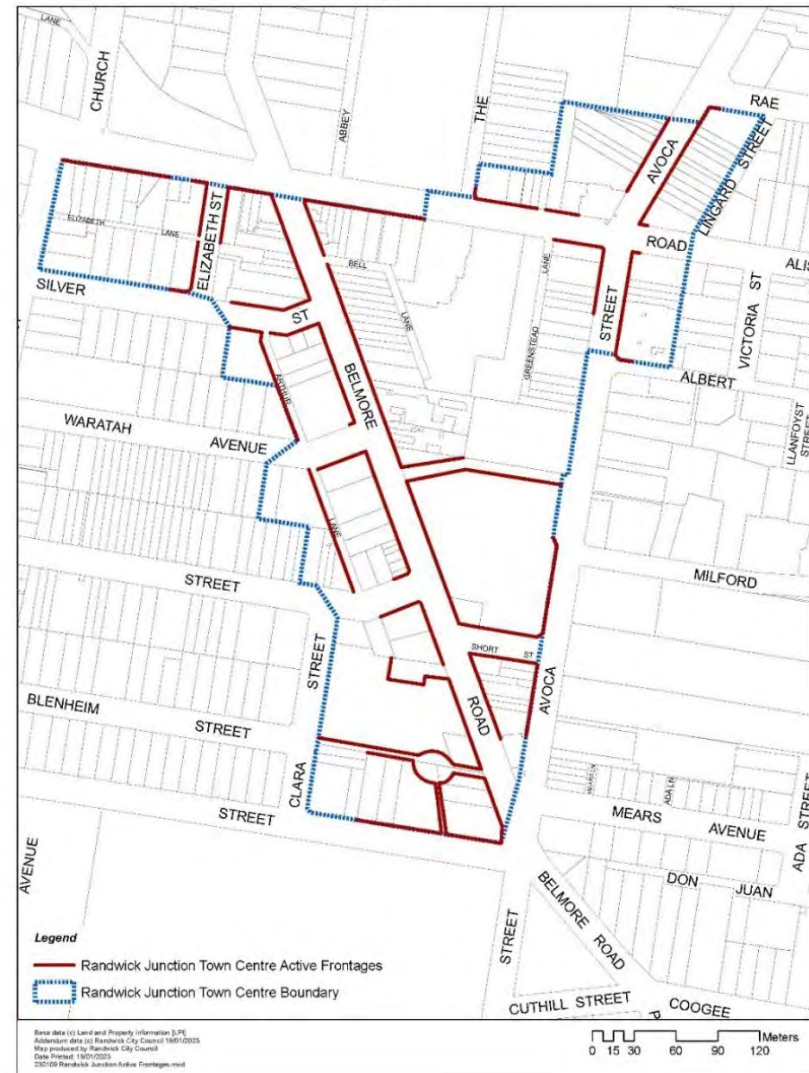 LANE
CHURCH
ABBEY
THE
RAE
AVOCA
LINGARD STREET
ELIZABETH
LANE
ELIZABETH ST
ROAD
ALIS
SILVER
ST
BELL
LANE
LANE
GREENSTEAD
STREET
VICTORIA ST
ARTHUR
BELMORE
ALBERT
LLANFOYST
STREET
WARATAH
AVENUE
LANE
STREET
MILFORD
SHORT ST
STREET
ROAD
AVOCA
BLENHEIM
STREET
CLARA
STREET
MEARS LN
ADA LN
MEARS AVENUE
ADA STREET
AVENUE
DON JUAN
BELMORE ROAD
STREET
CUTHILL STREET
COOGEE
P
Legend
Randwick Junction Town Centre Active Frontages
Randwick Junction Town Centre Boundary
Base data (c) Land and Property Information [LPI]
Addendum data (c) Randwick City Council 19/01/2023
Map produced by Randwick City Council
Date Printed: 19/01/2023
230109 Randwick Junction Active Frontages.mxd
Meters
0 15 30 60 90 120